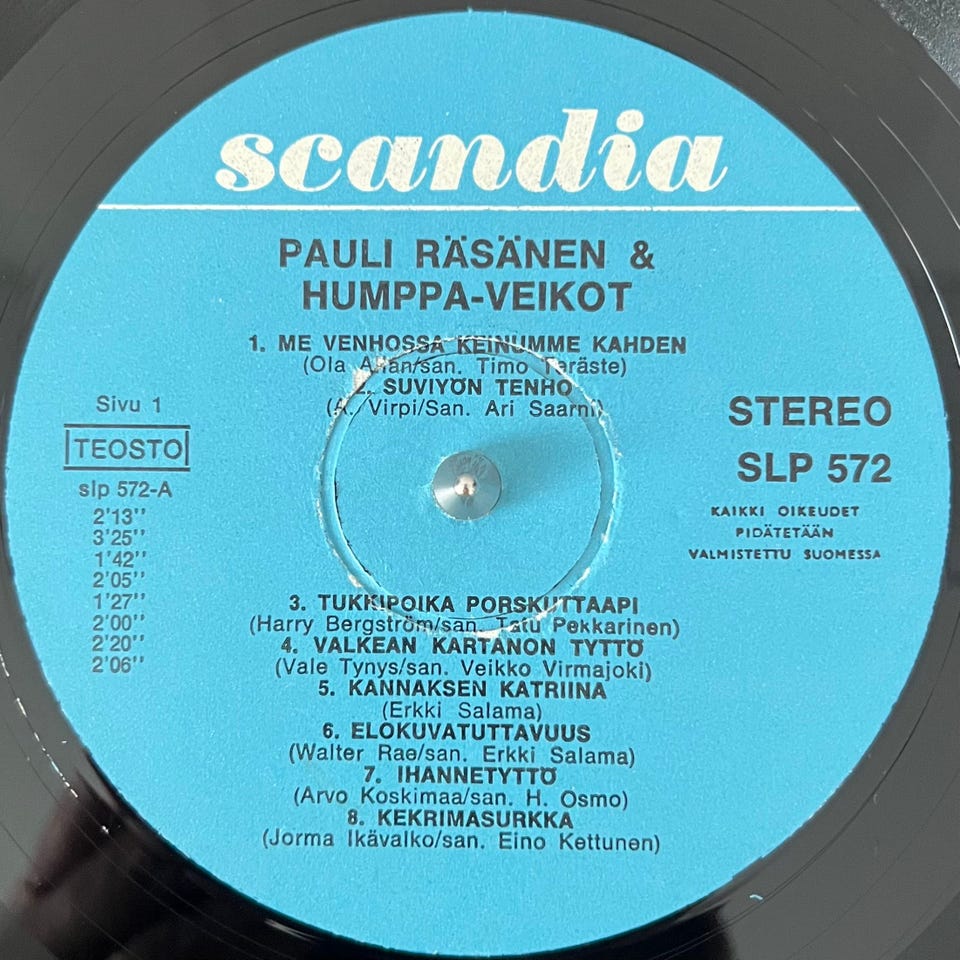 scandia
PAULI RÄSÄNEN &
HUMPPA-VEIKOT
1. ME VENHOSSA KEINUMME KAHDEN
(Ola /san. Timo Teräste)
2. SUVIYÖN TENHO
(A. Virpi/San. Ari Saarni)
Sivu 1
TEOSTO
slp 572-A
2'13''
3'25''
1'42''
2'05''
1'27''
2'00''
2'20''
2'06''
STEREO
SLP 572
KAIKKI OIKEUDET
PIDÄTETÄÄN
VALMISTETTU SUOMESSA
3. TUKKIPOIKA PORSKUTTAAPI
(Harry Bergström/san. Tatu Pekkarinen)
4. VALKEAN KARTANON TYTTÖ
(Vale Tynys/san. Veikko Virmajoki)
5. KANNAKSEN KATRIINA
(Erkki Salama)
6. ELOKUVATUTTAVUUS
(Walter Rae/san. Erkki Salama)
7. IHANNETYTTÖ
(Arvo Koskimaa/san. H. Osmo)
8. KEKRIMASURKKA
(Jorma Ikävalko/san. Eino Kettunen)